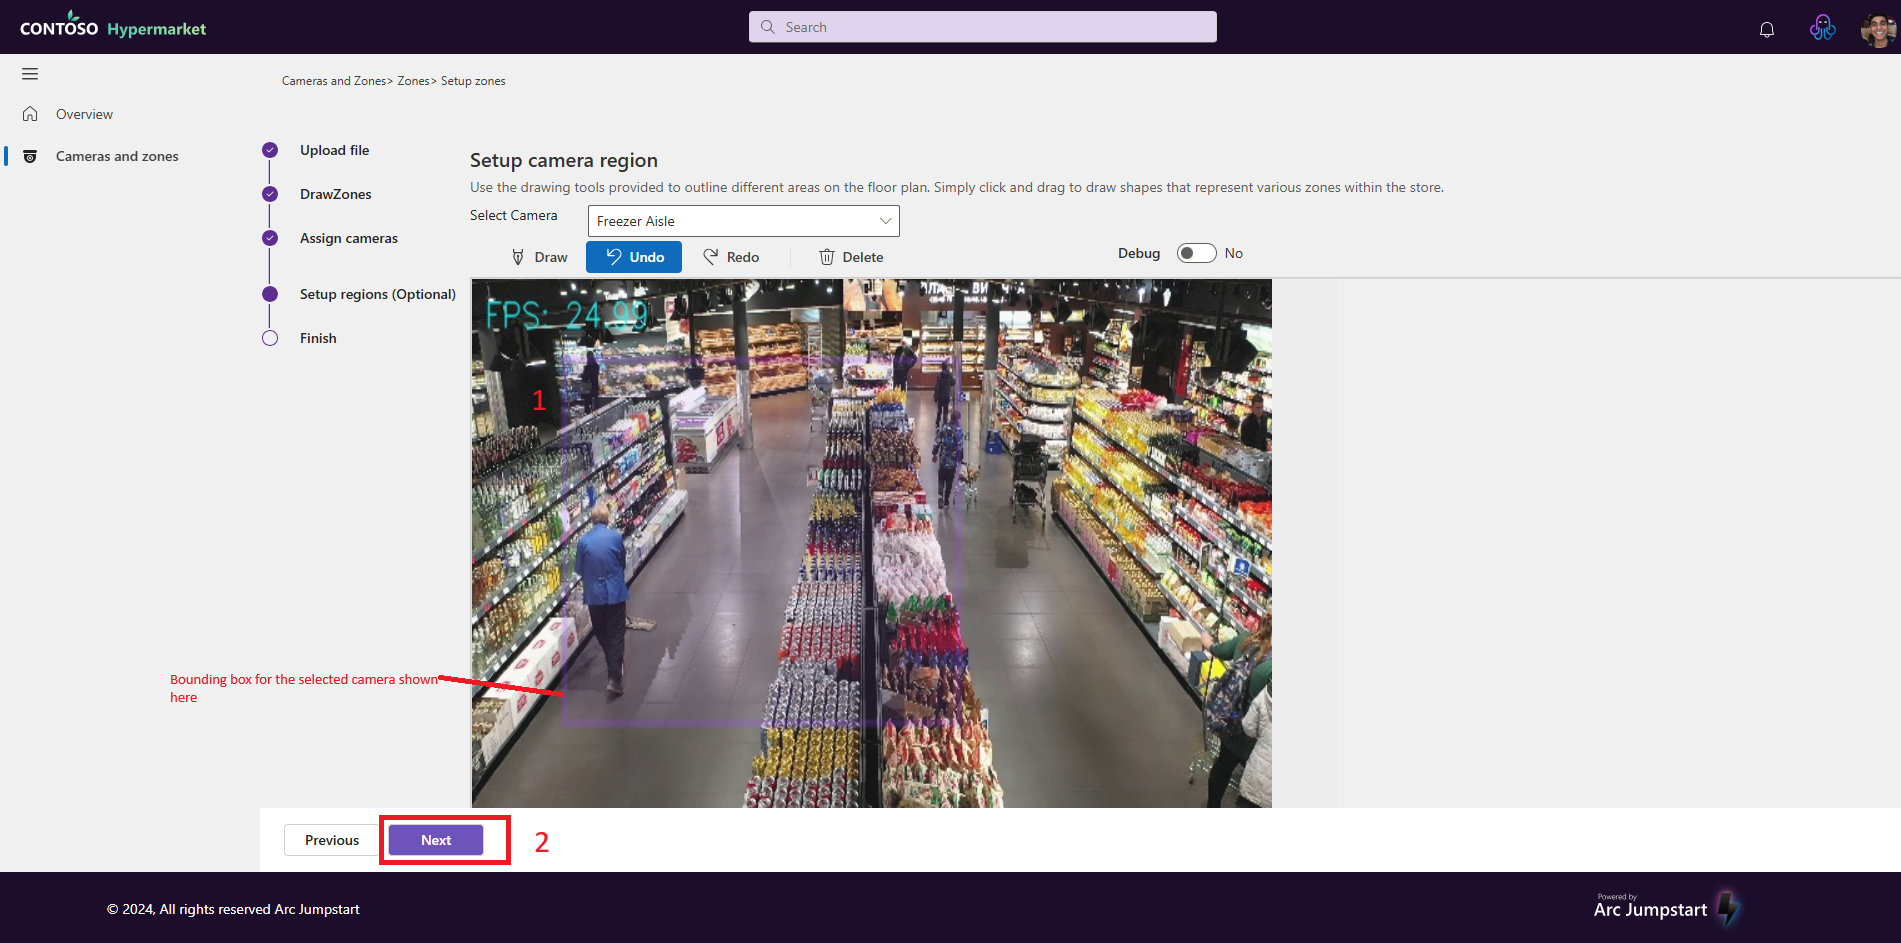 CONTOSO Hypermarket
Search
Cameras and Zones> Zones> Setup zones
Overview
Cameras and zones
Upload file
DrawZones
Assign cameras
Setup regions (Optional)
Finish
Setup camera region
Use the drawing tools provided to outline different areas on the floor plan. Simply click and drag to draw shapes that represent various zones within the store.
Select Camera
Freezer Aisle
Draw
Undo
Redo
Delete
Debug
No
FPS: 24.99
1
Bounding box for the selected camera shown
here
Previous
Next
2
© 2024, All rights reserved Arc Jumpstart
Powered by
Arc Jumpstart